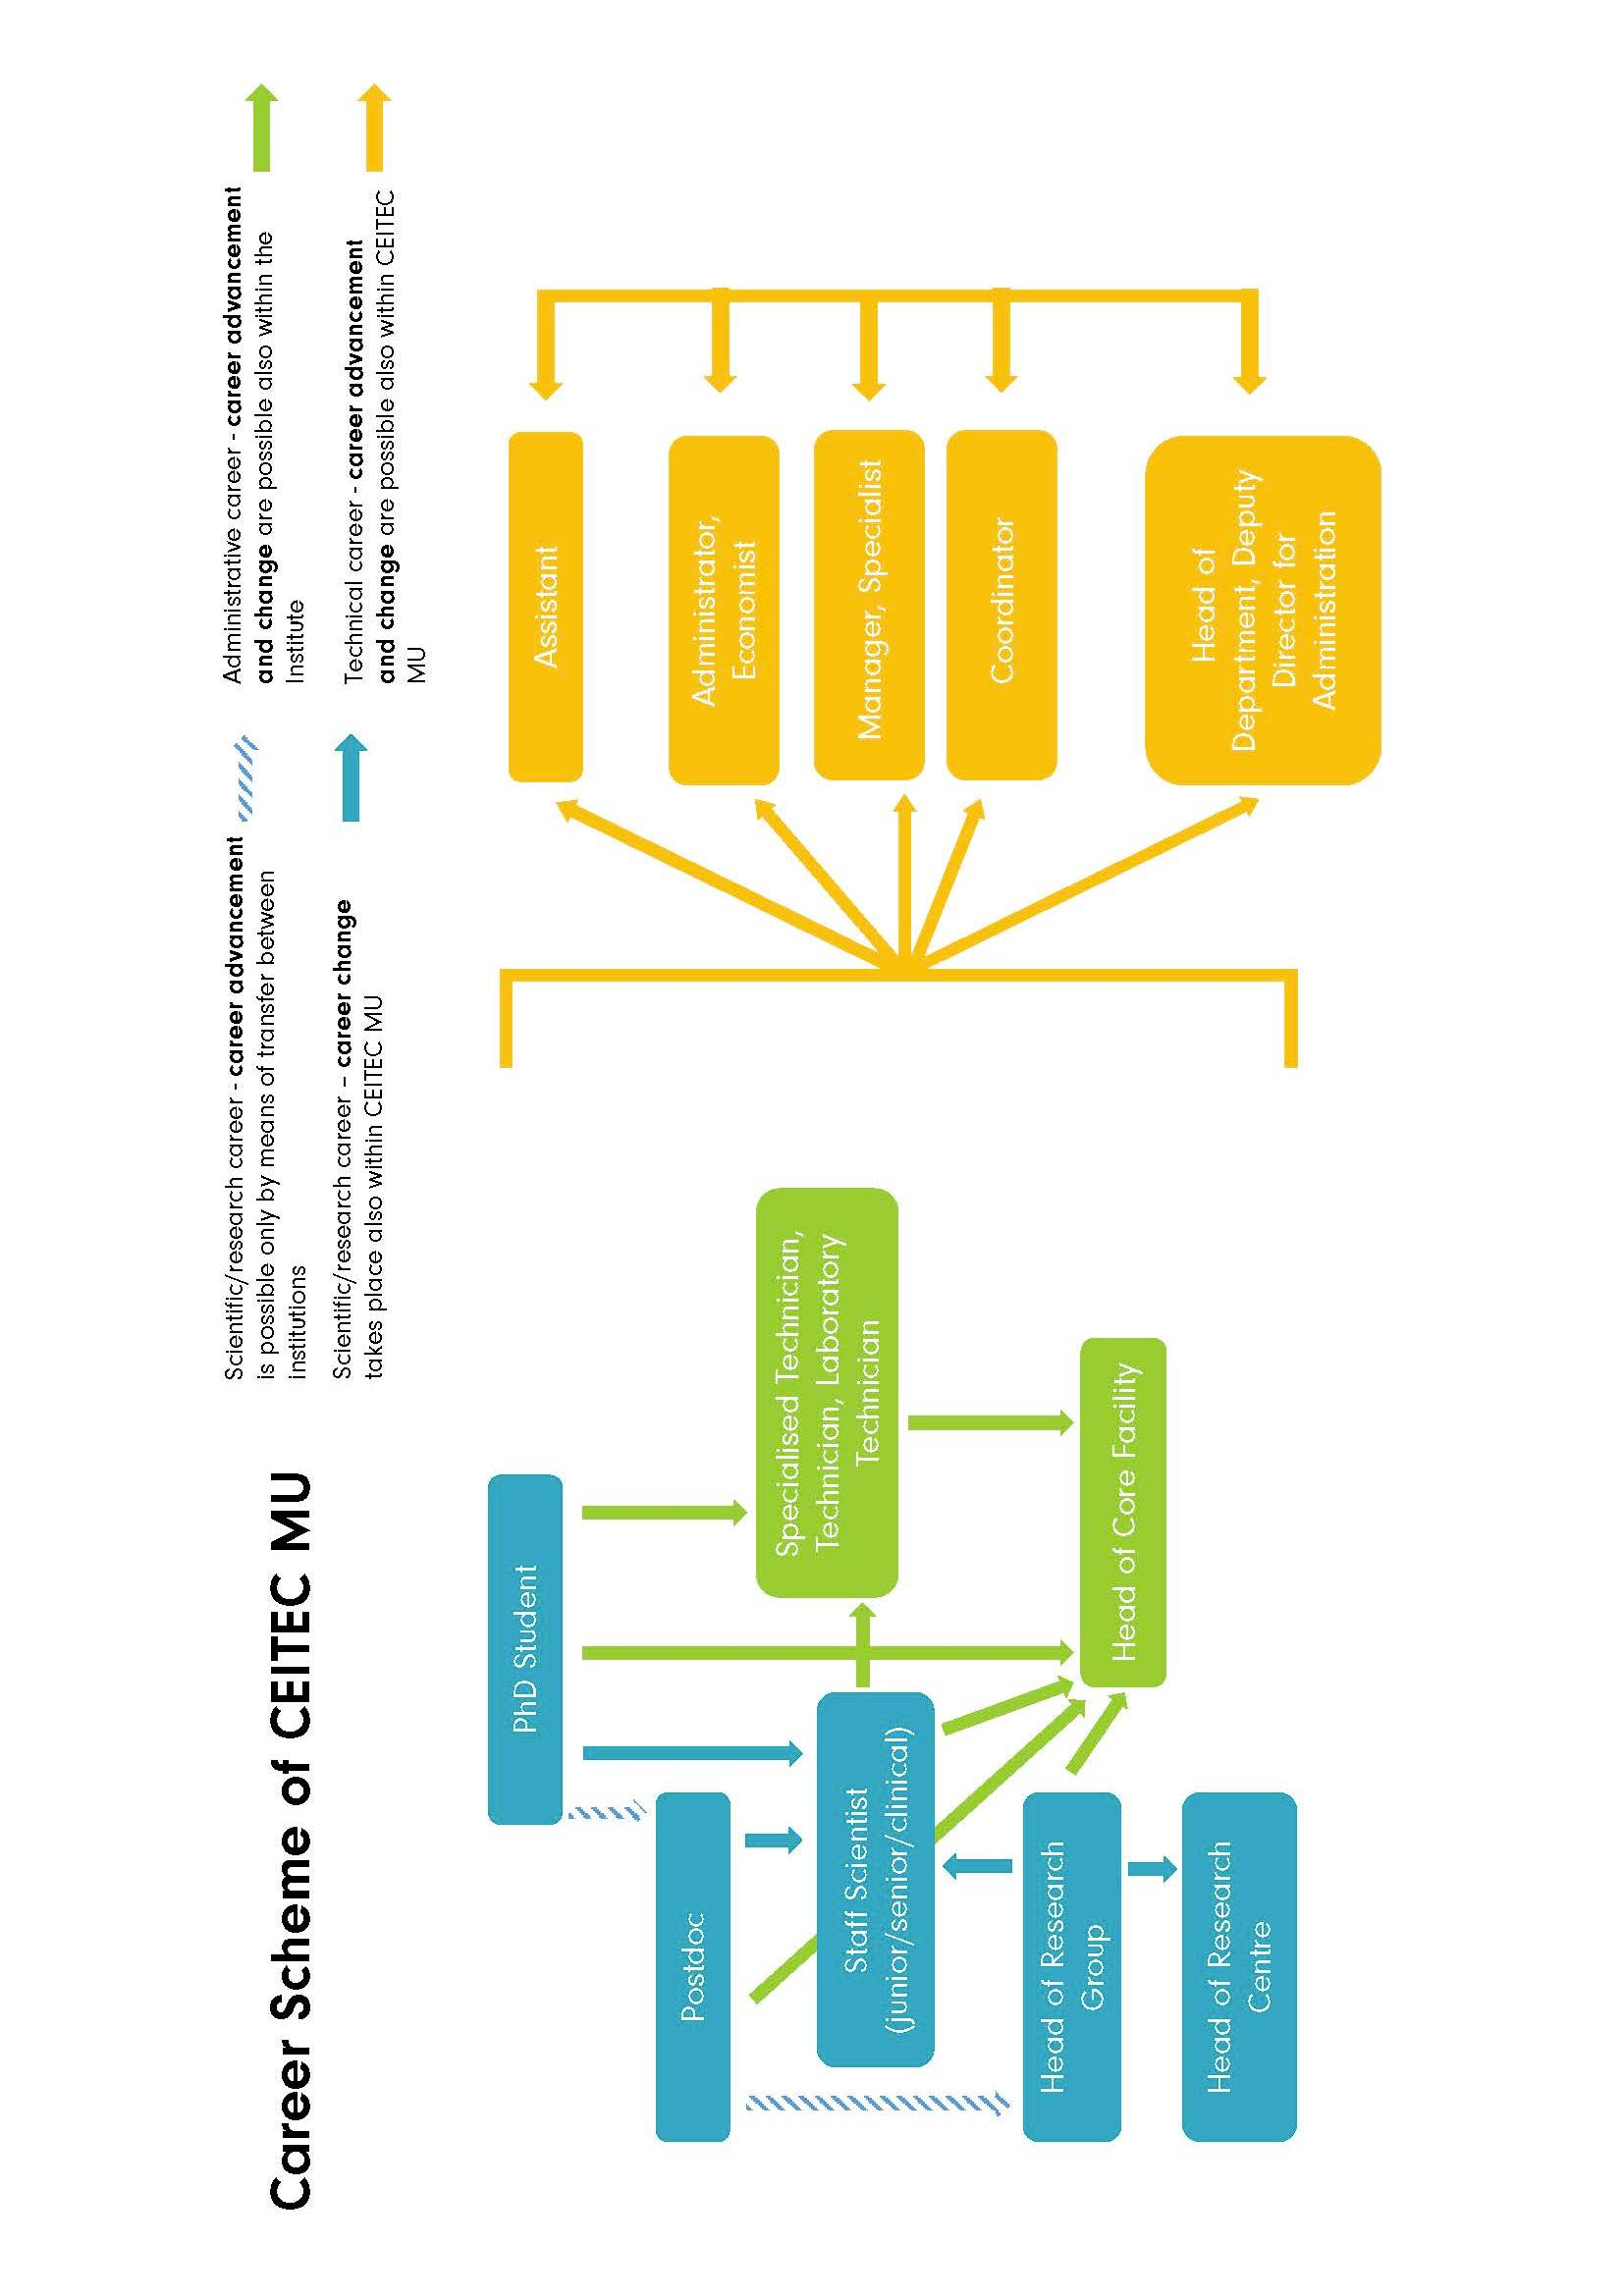 Career Scheme of CEITEC MU
Scientific/research career - career advancement
is possible only by means of transfer between
institutions
Scientific/research career – career change
takes place also within CEITEC MU
Administrative career - career advancement
and change are possible also within the
Institute
Technical career - career advancement
and change are possible also within CEITEC
MU
PhD Student
Postdoc
Staff Scientist
(junior/senior/clinical)
Head of Research
Group
Head of Research
Centre
Specialised Technician,
Technician, Laboratory
Technician
Head of Core Facility
Assistant
Administrator,
Economist
Manager, Specialist
Coordinator
Head of
Department, Deputy
Director for
Administration